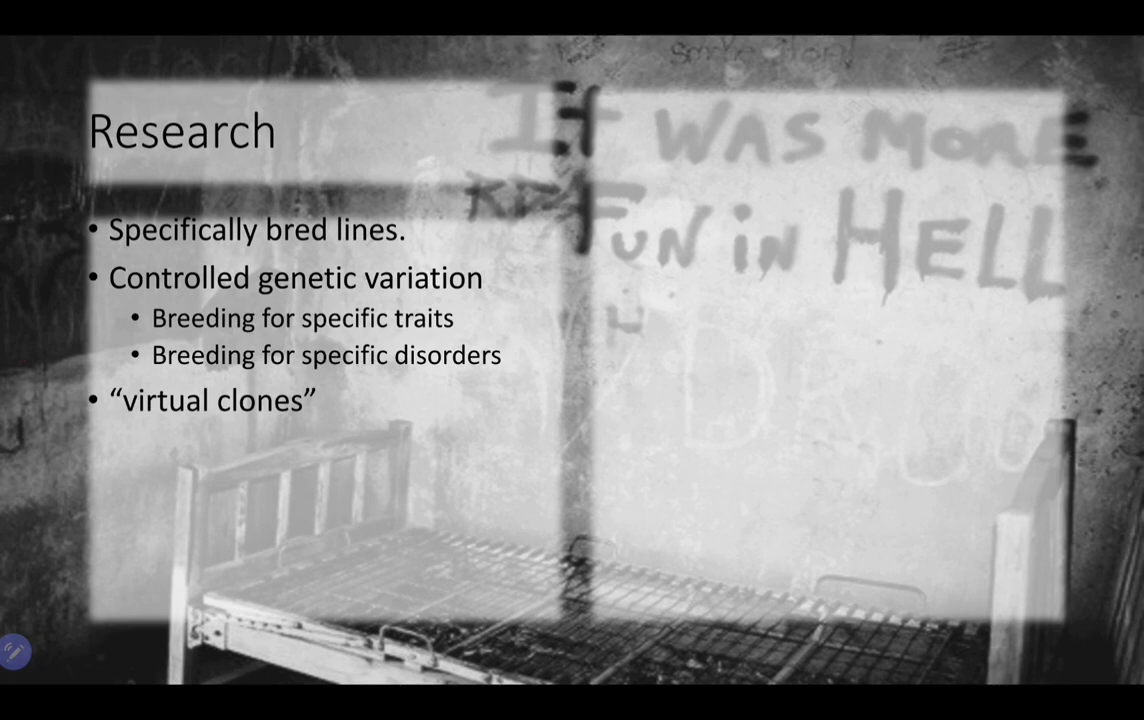 Research
• Specifically bred lines.
• Controlled genetic variation
• Breeding for specific traits
• Breeding for specific disorders
• “virtual clones”
IT WAS MORE
FUN iN HELL